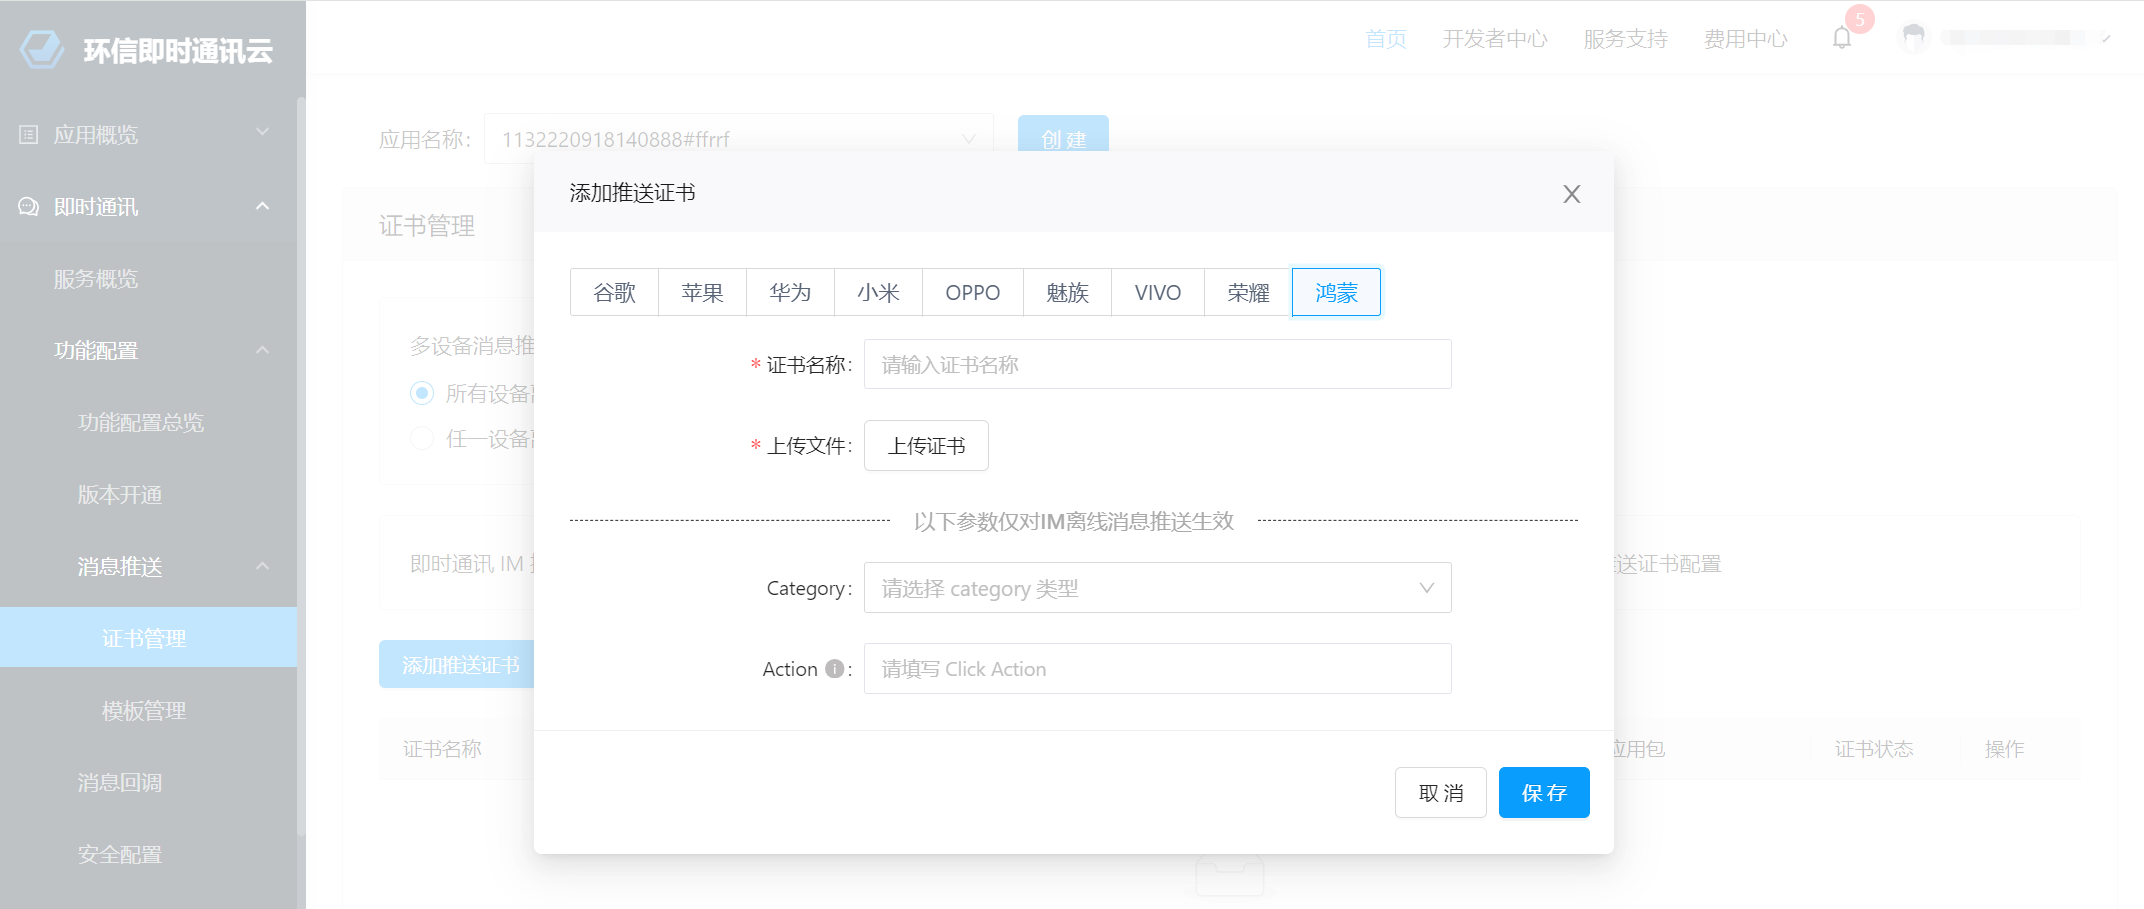 环信即时通讯云
首页 开发者中心 服务支持 费用中心 5
应用概览
即时通讯
服务概览
功能配置
功能配置总览
版本开通
消息推送
证书管理
模板管理
消息回调
安全配置
应用名称: 1132220918140888#ffrrf 创建
证书管理
多设备消息推
所有设备
任一设备
即时通讯 IM
送证书配置
添加推送证书
证书名称 应用包 证书状态 操作
添加推送证书 X
谷歌 苹果 华为 小米 OPPO 魅族 VIVO 荣耀 鸿蒙
* 证书名称: 请输入证书名称
* 上传文件: 上传证书
以下参数仅对IM离线消息推送生效
Category: 请选择 category 类型
Action i : 请填写 Click Action
取消 保存